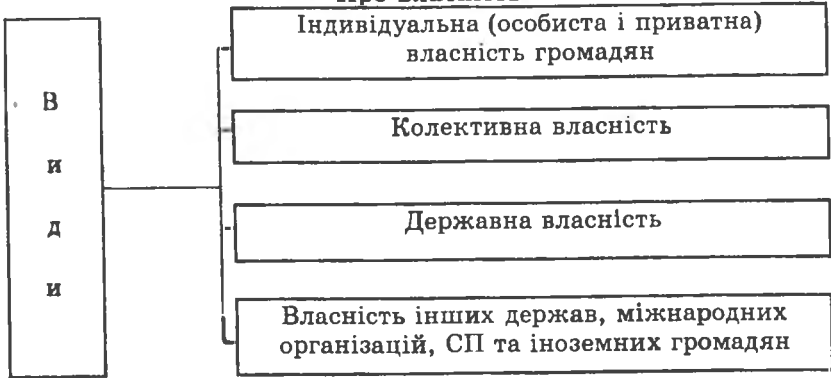 Індивідуальна (особиста і приватна)
власність громадян
В
и
д
и
Колективна власність
Державна власність
Власність інших держав, міжнародних
організацій, СП та іноземних громадян